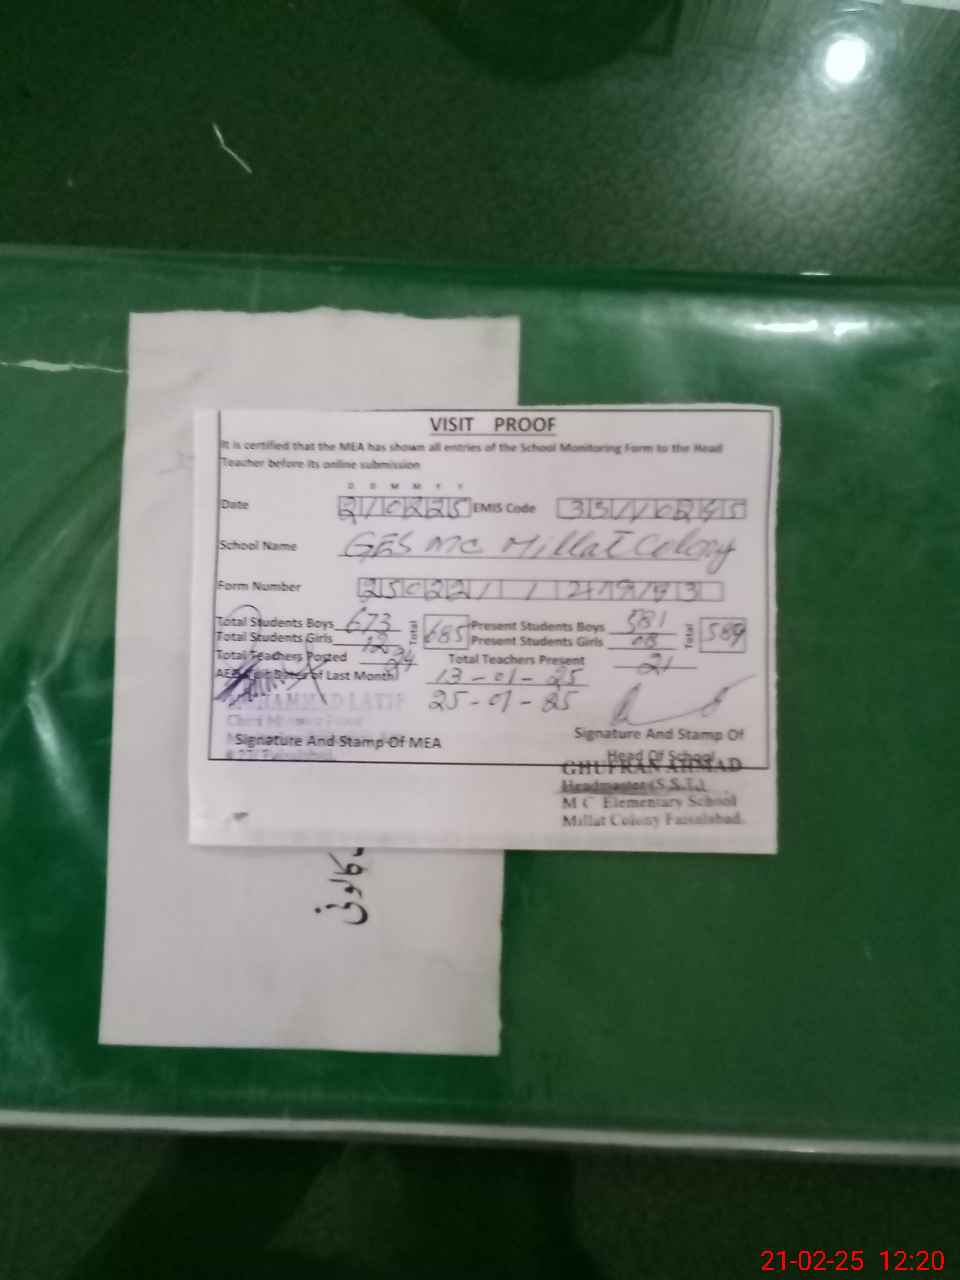 VISIT PROOF
It is certified that the MEA has shown all entries of the School Monitoring Form to the Head
Teacher before its online submission
D D M M Y Y
Date 210225 EMIS Code
School Name GES MC Millat Colony
Form Number
Total Students Boys 673 Total 685 Present Students Boys 581 Total 589
Total Students Girls 12 Present Students Girls 08
Total Teachers Posted 24 Total Teachers Present 21
of Last Month 13-01-25
25-01-25
MUHAMMAD LATIF
Signature And Stamp Of MEA
Signature And Stamp Of
Head Of School
GHUFRAN AHMAD
Headmaster (S.S.T.)
M C Elementary School
Millat Colony Faisalabad.
کالونی
21-02-25 12:20